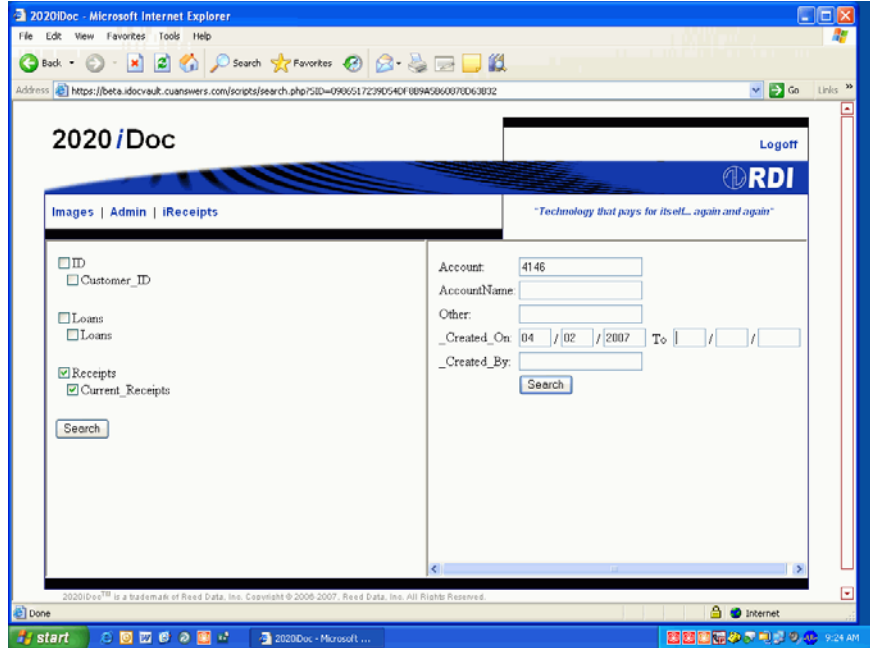 2020iDoc - Microsoft Internet Explorer
File Edit View Favorites Tools Help
Back Search Favorites
Address https://beta.idocvault.cuanswers.com/scripts/search.php? Go Links »
2020 iDoc
Logoff
RDI
Images | Admin | iReceipts
"Technology that pays for itself... again and again"
ID
Customer_ID
Loans
Loans
Receipts
Current_Receipts
Search
Account: 4146
AccountName:
Other:
_Created_On: 04 / 02 / 2007 To / /
_Created_By:
Search
2020iDoc™ is a trademark of Reed Data, Inc. Copyright © 2006-2007. Reed Data, Inc. All Rights Reserved.
Done Internet
start 2020iDoc - Microsoft ... 9:24 AM